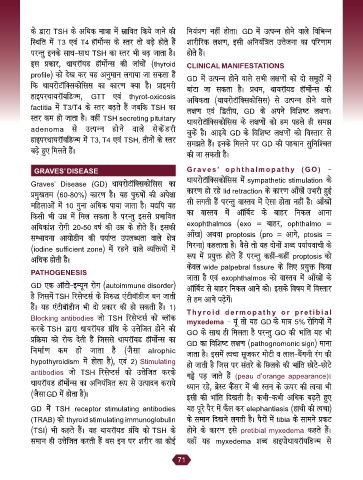 के द्वारा TSH के अधिक मात्रा में स्त्रावित किये जाने की
स्थिति में T3 एवं T4 हॉर्मोन्स के स्तर तो बढ़े होते हैं
परन्तु इनके साथ-साथ TSH का स्तर भी बढ़ जाता है।
इस प्रकार, थायरॉयड हॉर्मोन्स की जांचों (thyroid
profile) को देख कर यह अनुमान लगाया जा सकता है
कि थायरोटॉक्सिकोसिस का कारण क्या है। प्राइमरी
हाइपरथायरॉयडिज्म, GTT एवं thyrot-oxicosis
factitia में T3/T4 के स्तर बढ़ते हैं जबकि TSH का
स्तर कम हो जाता है। वहीं TSH secreting pituitary
adenoma से उत्पन्न होने वाले सेकेंडरी
हाइपरथायरॉयडिज्म में T3, T4 एवं TSH, तीनों के स्तर
बढ़े हुए मिलते हैं।
GRAVES' DISEASE
Graves' Disease (GD) थायरोटॉक्सिकोसिस का
प्रमुखतम (60-80%) कारण है। यह पुरुषों की अपेक्षा
महिलाओं में 10 गुना अधिक पाया जाता है। यद्यपि यह
किसी भी उम्र में मिल सकता है परन्तु इससे प्रभावित
अधिकांश रोगी 20-50 वर्ष की उम्र के होते हैं। इसकी
सम्भावना आयोडीन की पर्याप्त उपलब्धता वाले क्षेत्र
(iodine sufficient zone) में रहने वाले व्यक्तियों में
अधिक होती है।
PATHOGENESIS
GD एक ऑटो-इम्यून रोग (autoimmune disorder)
है जिसमें TSH रिसेप्टर्स के विरुद्ध एंटीबॉडीज बन जाती
हैं। यह एंटीबॉडीज भी दो प्रकार की हो सकती हैं। 1)
Blocking antibodies जो TSH रिसेप्टर्स को ब्लॉक
करके TSH द्वारा थायरॉयड ग्रंथि के उत्तेजित होने की
प्रक्रिया को रोक देती हैं जिससे थायरॉयड हॉर्मोन्स का
निर्माण कम हो जाता है (जैसा atrophic
hypothyroidism में होता है), एवं 2) Stimulating
antibodies जो TSH रिसेप्टर्स को उत्तेजित करके
थायरॉयड हॉर्मोन्स का अनियंत्रित रूप से उत्पादन कराये
(जैसा GD में होता है)।
GD में TSH receptor stimulating antibodies
(TRAB) को thyroid stimulating immunoglobulin
(TSI) भी कहते हैं। यह थायरॉयड ग्रंथि को TSH के
समान ही उत्तेजित करती हैं बस इन पर शरीर का कोई
नियंत्रण नहीं होता। GD में उत्पन्न होने वाले विभिन्न
शारीरिक लक्षण, इसी अनियंत्रित उत्तेजना का परिणाम
होते हैं।
CLINICAL MANIFESTATIONS
GD में उत्पन्न होने वाले सभी लक्षणों को दो समूहों में
बांटा जा सकता है। प्रथम, थायरॉयड हॉर्मोन्स की
अधिकता (थायरोटॉक्सिकोसिस) से उत्पन्न होने वाले
लक्षण एवं द्वितीय, GD के अपने विशिष्ट लक्षण।
थायरोटॉक्सिकोसिस के लक्षणों को हम पहले ही समझ
चुके हैं। आइये GD के विशिष्ट लक्षणों को विस्तार से
समझते हैं। इनके मिलने पर GD की पहचान सुनिश्चित
की जा सकती है।
Graves' ophthalmopathy (GO) –
थायरोटॉक्सिकोसिस में sympathetic stimulation के
कारण हो रहे lid retraction के कारण आँखें उभरी हुई
सी लगती हैं परन्तु वास्तव में ऐसा होता नहीं है। आँखों
का वास्तव में ऑर्बिट के बाहर निकल आना
exophthalmos (exo = बाहर, ophthalmo =
आँख) अथवा proptosis (pro = आगे, ptosis =
गिरना) कहलाता है। वैसे तो यह दोनों शब्द पर्यायवाची के
रूप में प्रयुक्त होते हैं परन्तु कहीं-कहीं proptosis को
केवल wide palpebral fissure के लिए प्रयुक्त किया
जाता है एवं exophthalmos को वास्तव में आँखों के
ऑर्बिट से बाहर निकल आने को। इसके विषय में विस्तार
से हम आगे पढ़ेंगे।
Thyroid dermopathy or pretibial
myxedema – यूं तो यह GD के मात्र 5% रोगियों में
GO के साथ ही मिलता है परन्तु GO की भांति यह भी
GD का विशिष्ट लक्षण (pathognomonic sign) माना
जाता है। इसमें त्वचा सूजकर मोटी व लाल-बैंगनी रंग की
हो जाती है जिस पर संतरे के छिलके की भांति छोटे-छोटे
गड्ढे पड़ जाते हैं (peau d'orange appearance)।
ध्यान रहे, ब्रेस्ट कैंसर में भी स्तन के ऊपर की त्वचा भी
इसी की भांति दिखती है। कभी-कभी अधिक बढ़ते हुए
यह पूरे पैर में फैल कर elephantiasis (हाथी की त्वचा)
के समान दिखने लगती है। पैरों में tibia के सामने प्रकट
होने के कारण इसे pretibial myxedema कहते हैं।
यहाँ यह myxedema शब्द हाइपोथायरॉयडिज्म से
71